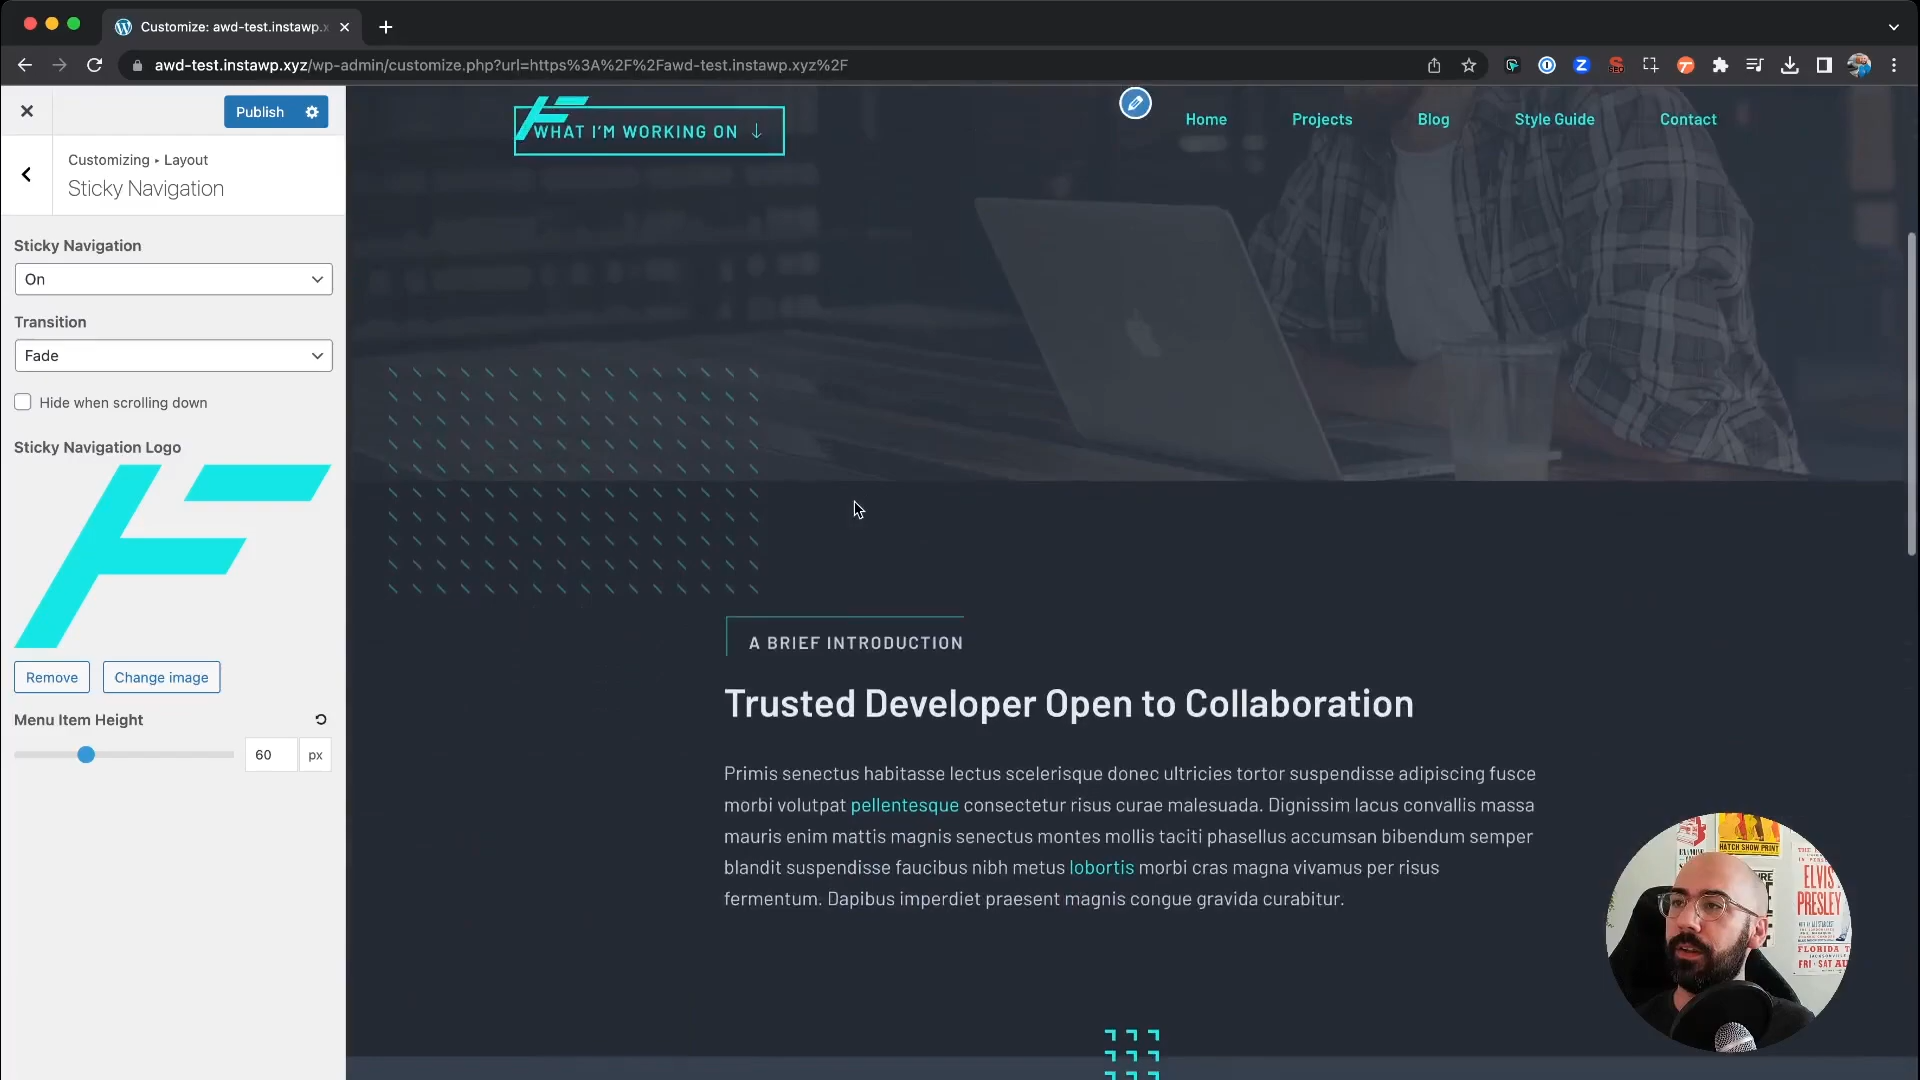 Customize: awd-test.instawp.x
awd-test.instawp.xyz/wp-admin/customize.php?url=https%3A%2F%2Fawd-test.instawp.xyz%2F
Publish
Customizing ▸ Layout
Sticky Navigation
Sticky Navigation
On
Transition
Fade
Hide when scrolling down
Sticky Navigation Logo
Remove
Change image
Menu Item Height
60
px
WHAT I'M WORKING ON ↓
Home
Projects
Blog
Style Guide
Contact
A BRIEF INTRODUCTION
Trusted Developer Open to Collaboration
Primis senectus habitasse lectus scelerisque donec ultricies tortor suspendisse adipiscing fusce
morbi volutpat pellentesque consectetur risus curae malesuada. Dignissim lacus convallis massa
mauris enim mattis magnis senectus montes mollis taciti phasellus accumsan bibendum semper
blandit suspendisse faucibus nibh metus lobortis morbi cras magna vivamus per risus
fermentum. Dapibus imperdiet praesent magnis congue gravida curabitur.
HATCH SHOW PRINT
ELVIS
PRESLEY
FLORIDA